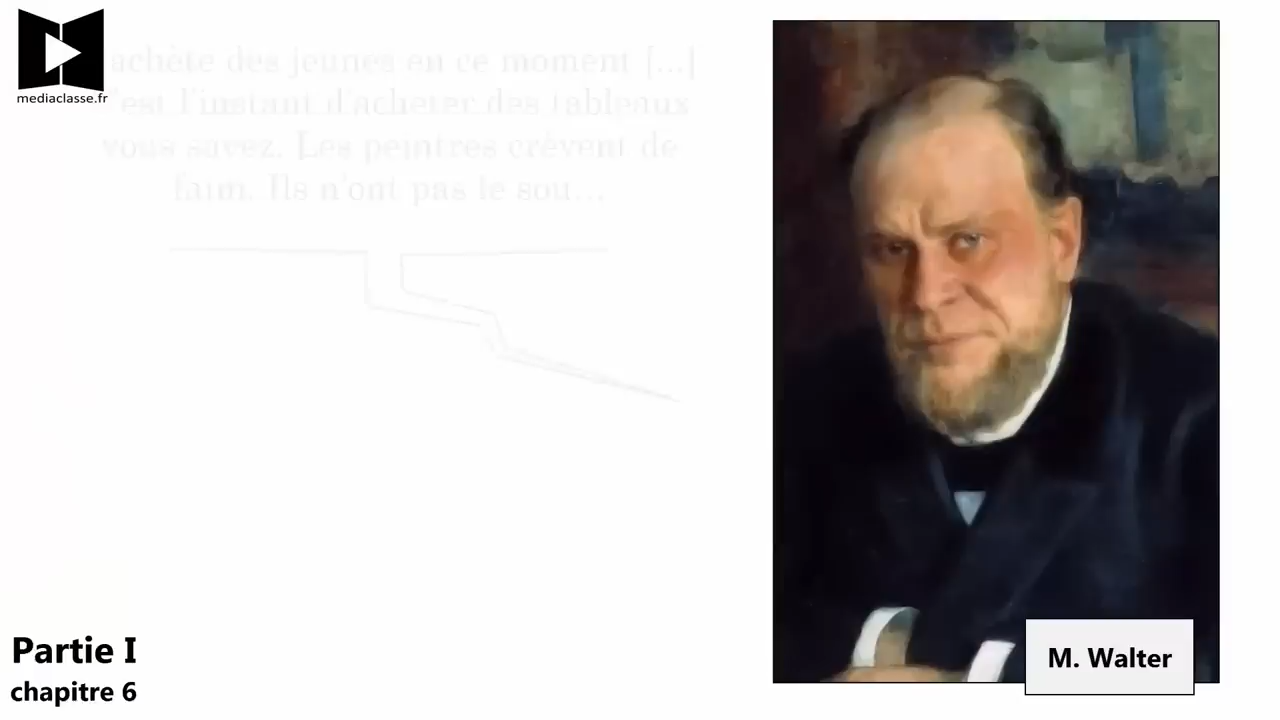 achète des jeunes en ce moment [...]
c'est l'instant d'acheter des tableaux
vous savez. Les peintres crèvent de
faim. Ils n'ont pas le sou...
mediaclasse.fr
M. Walter
Partie I
chapitre 6